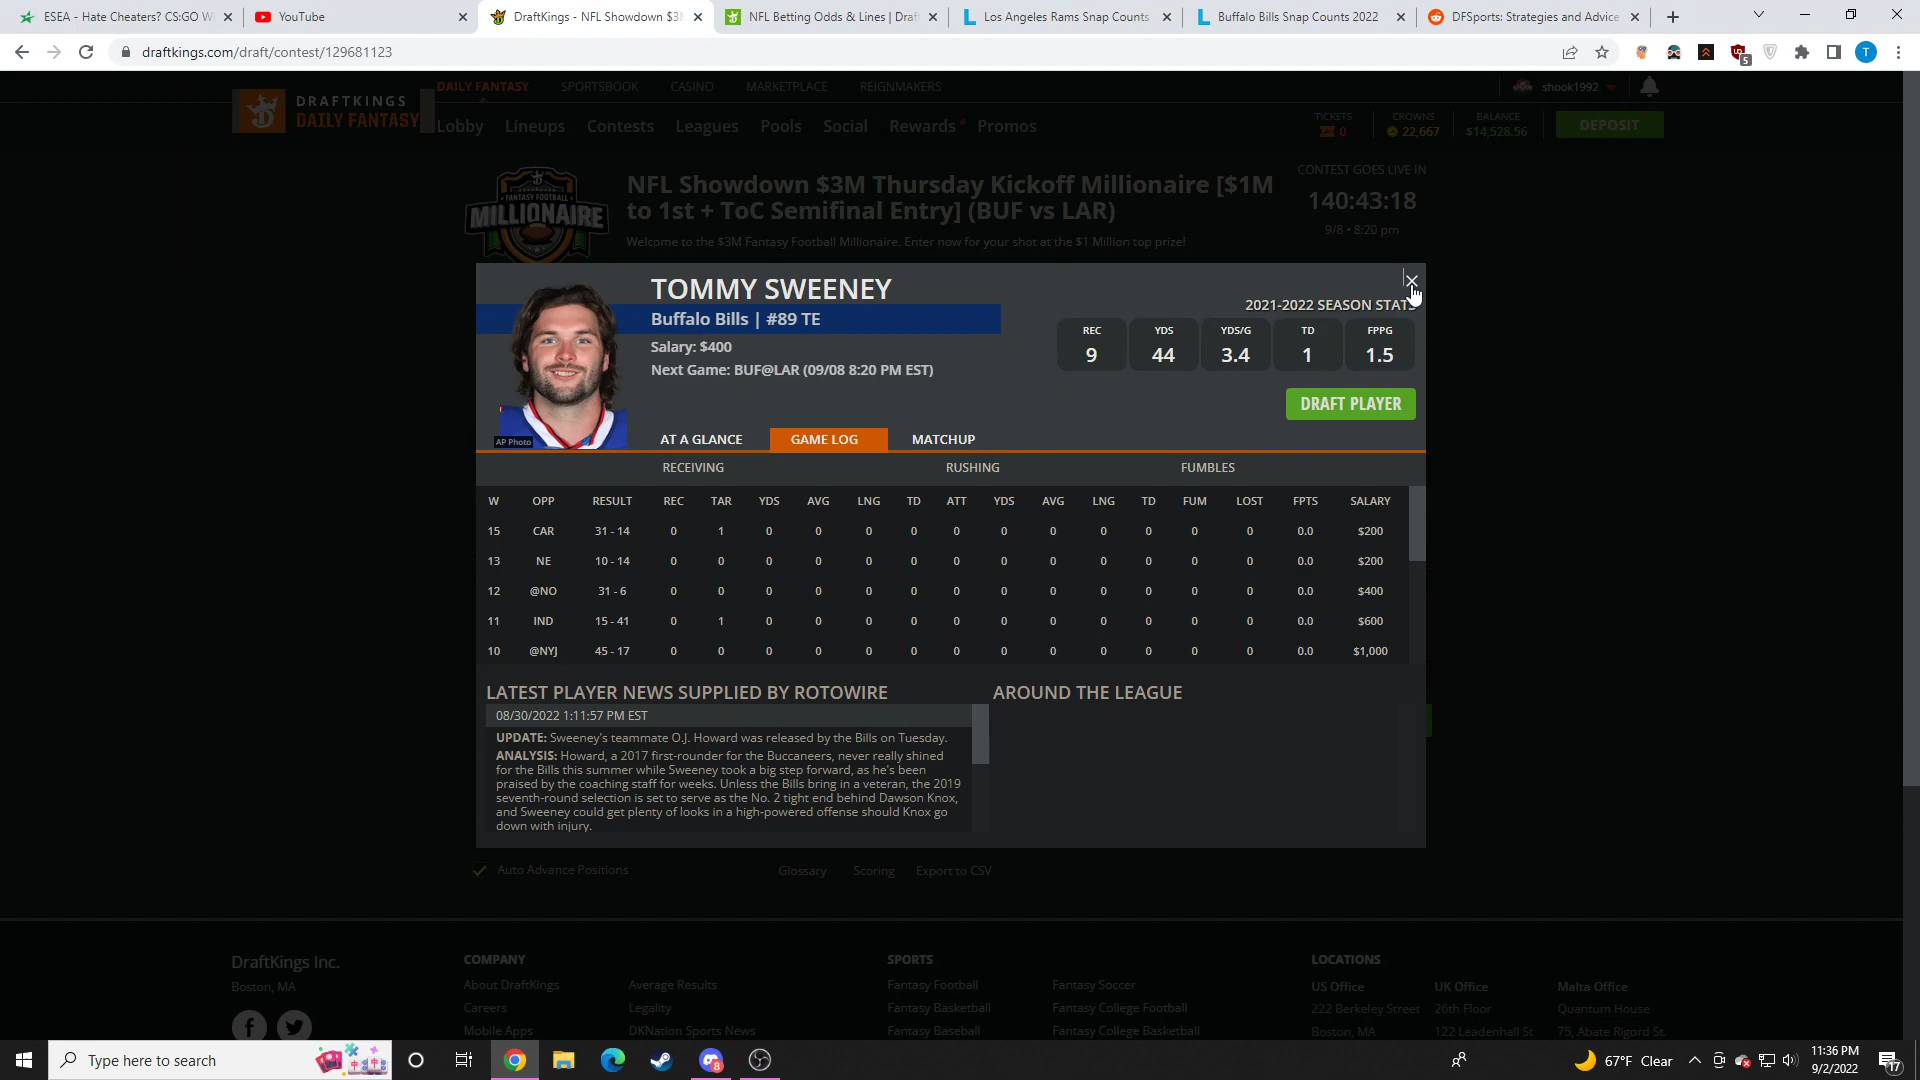 ESEA - Hate Cheaters? CS:GO W
YouTube
DraftKings - NFL Showdown $3
NFL Betting Odds & Lines | Draf
Los Angeles Rams Snap Counts
Buffalo Bills Snap Counts 2022
DFSports: Strategies and Advice
draftkings.com/draft/contest/129681123
5
T
DRAFTKINGS
DAILY FANTASY
DAILY FANTASY
SPORTSBOOK
CASINO
MARKETPLACE
REIGNMAKERS
shook1992
Lobby
Lineups
Contests
Leagues
Pools
Social
Rewards
Promos
TICKETS
0
CROWNS
22,667
BALANCE
$14,528.56
DEPOSIT
FANTASY FOOTBALL
MILLIONAIRE
NFL Showdown $3M Thursday Kickoff Millionaire [$1M
to 1st + ToC Semifinal Entry] (BUF vs LAR)
Welcome to the $3M Fantasy Football Millionaire. Enter now for your shot at the $1 Million top prize!
CONTEST GOES LIVE IN
140:43:18
9/8 • 8:20 pm
TOMMY SWEENEY
Buffalo Bills | #89 TE
Salary: $400
Next Game: BUF@LAR (09/08 8:20 PM EST)
AP Photo
2021-2022 SEASON STATS
REC YDS YDS/G TD FPPG
9 44 3.4 1 1.5
DRAFT PLAYER
AT A GLANCE
GAME LOG
MATCHUP
RECEIVING RUSHING FUMBLES
W OPP RESULT REC TAR YDS AVG LNG TD ATT YDS AVG LNG TD FUM LOST FPTS SALARY
15 CAR 31 - 14 0 1 0 0 0 0 0 0 0 0 0 0 0 0.0 $200
13 NE 10 - 14 0 0 0 0 0 0 0 0 0 0 0 0 0 0.0 $200
12 @NO 31 - 6 0 0 0 0 0 0 0 0 0 0 0 0 0 0.0 $400
11 IND 15 - 41 0 1 0 0 0 0 0 0 0 0 0 0 0 0.0 $600
10 @NYJ 45 - 17 0 0 0 0 0 0 0 0 0 0 0 0 0 0.0 $1,000
LATEST PLAYER NEWS SUPPLIED BY ROTOWIRE
AROUND THE LEAGUE
08/30/2022 1:11:57 PM EST
UPDATE: Sweeney's teammate O.J. Howard was released by the Bills on Tuesday.
ANALYSIS: Howard, a 2017 first-rounder for the Buccaneers, never really shined
for the Bills this summer while Sweeney took a big step forward, as he's been
praised by the coaching staff for weeks. Unless the Bills bring in a veteran, the 2019
seventh-round selection is set to serve as the No. 2 tight end behind Dawson Knox,
and Sweeney could get plenty of looks in a high-powered offense should Knox go
down with injury.
Auto Advance Positions
Glossary
Scoring
Export to CSV
DraftKings Inc.
Boston, MA
COMPANY
About DraftKings
Careers
Mobile Apps
Average Results
Legality
DKNation Sports News
SPORTS
Fantasy Football
Fantasy Basketball
Fantasy Baseball
Fantasy Soccer
Fantasy College Football
Fantasy College Basketball
LOCATIONS
US Office
222 Berkeley Street
Boston, MA
UK Office
26th Floor
122 Leadenhall St
Malta Office
Quantum House
75, Abate Rigord St.
Type here to search
8
67°F Clear
11:36 PM
9/2/2022
17